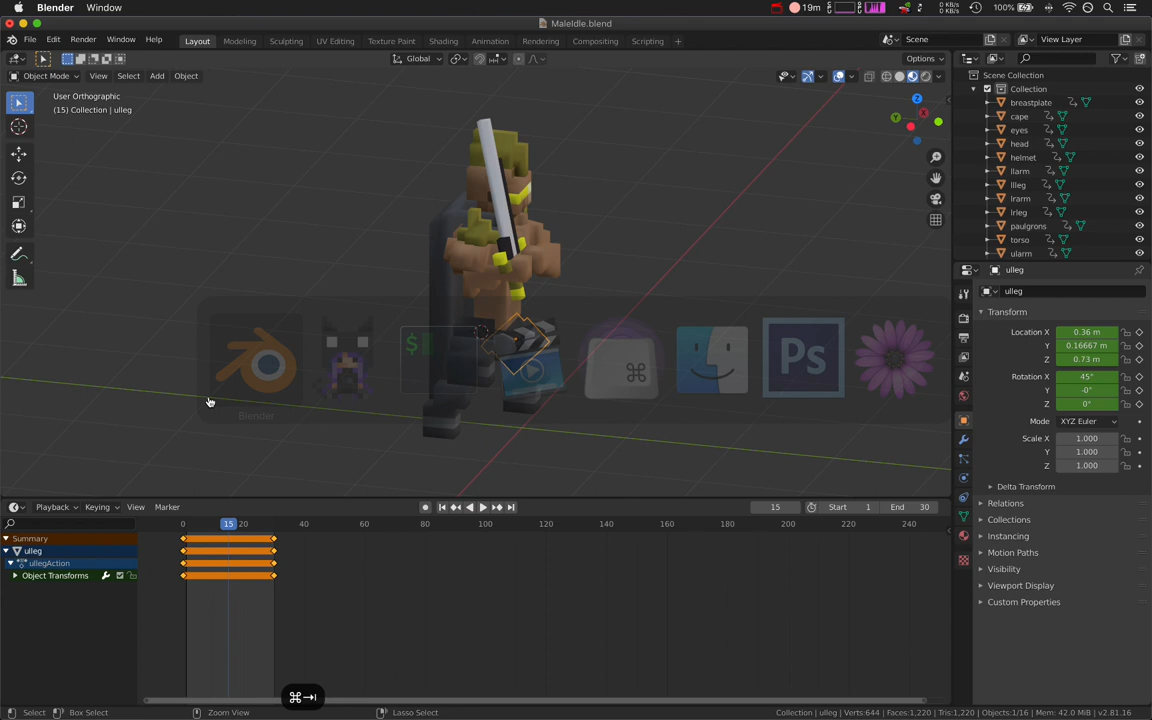 Blender Window 19m 0 KB/s 0 KB/s 100%
MaleIdle.blend
File Edit Render Window Help Layout Modeling Sculpting UV Editing Texture Paint Shading Animation Rendering Compositing Scripting + Scene View Layer
Global Options
Object Mode View Select Add Object
User Orthographic
(15) Collection | ulleg
Z
Y
X
Scene Collection
Collection
breastplate
cape
eyes
head
helmet
llarm
llleg
lrarm
lrleg
paulgrons
torso
ularm
ulleg
ulleg
Transform
Location X 0.36 m
Y 0.16667 m
Z 0.73 m
Rotation X 45°
Y -0°
Z 0°
Mode XYZ Euler
Scale X 1.000
Y 1.000
Z 1.000
Delta Transform
Relations
Collections
Instancing
Motion Paths
Visibility
Viewport Display
Custom Properties
$
⌘
Ps
Blender
Playback Keying View Marker 15 Start 1 End 30
0 15 20 40 60 80 100 120 140 160 180 200 220 240
Summary
ulleg
ullegAction
Object Transforms
⌘⇥
Select Box Select Zoom View Lasso Select Collection | ulleg | Verts:644 | Faces:1,220 | Tris:1,220 | Objects:1/16 | Mem: 42.0 MiB | v2.81.16